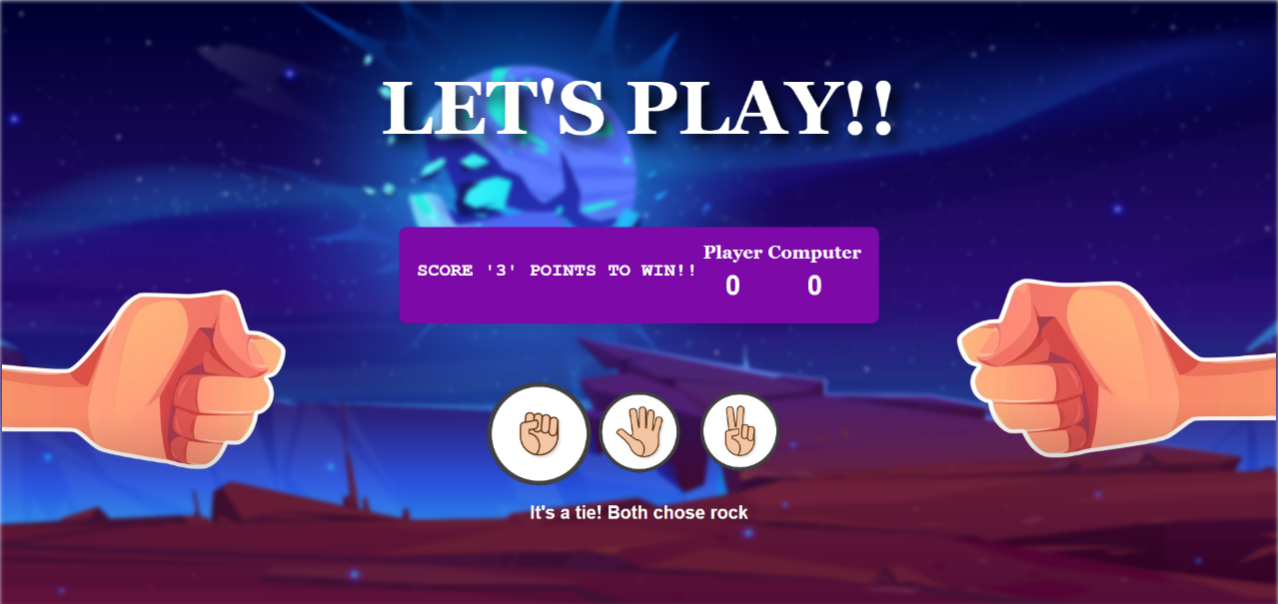 LET'S PLAY!!
SCORE '3' POINTS TO WIN!!
Player Computer
0 0
It's a tie! Both chose rock